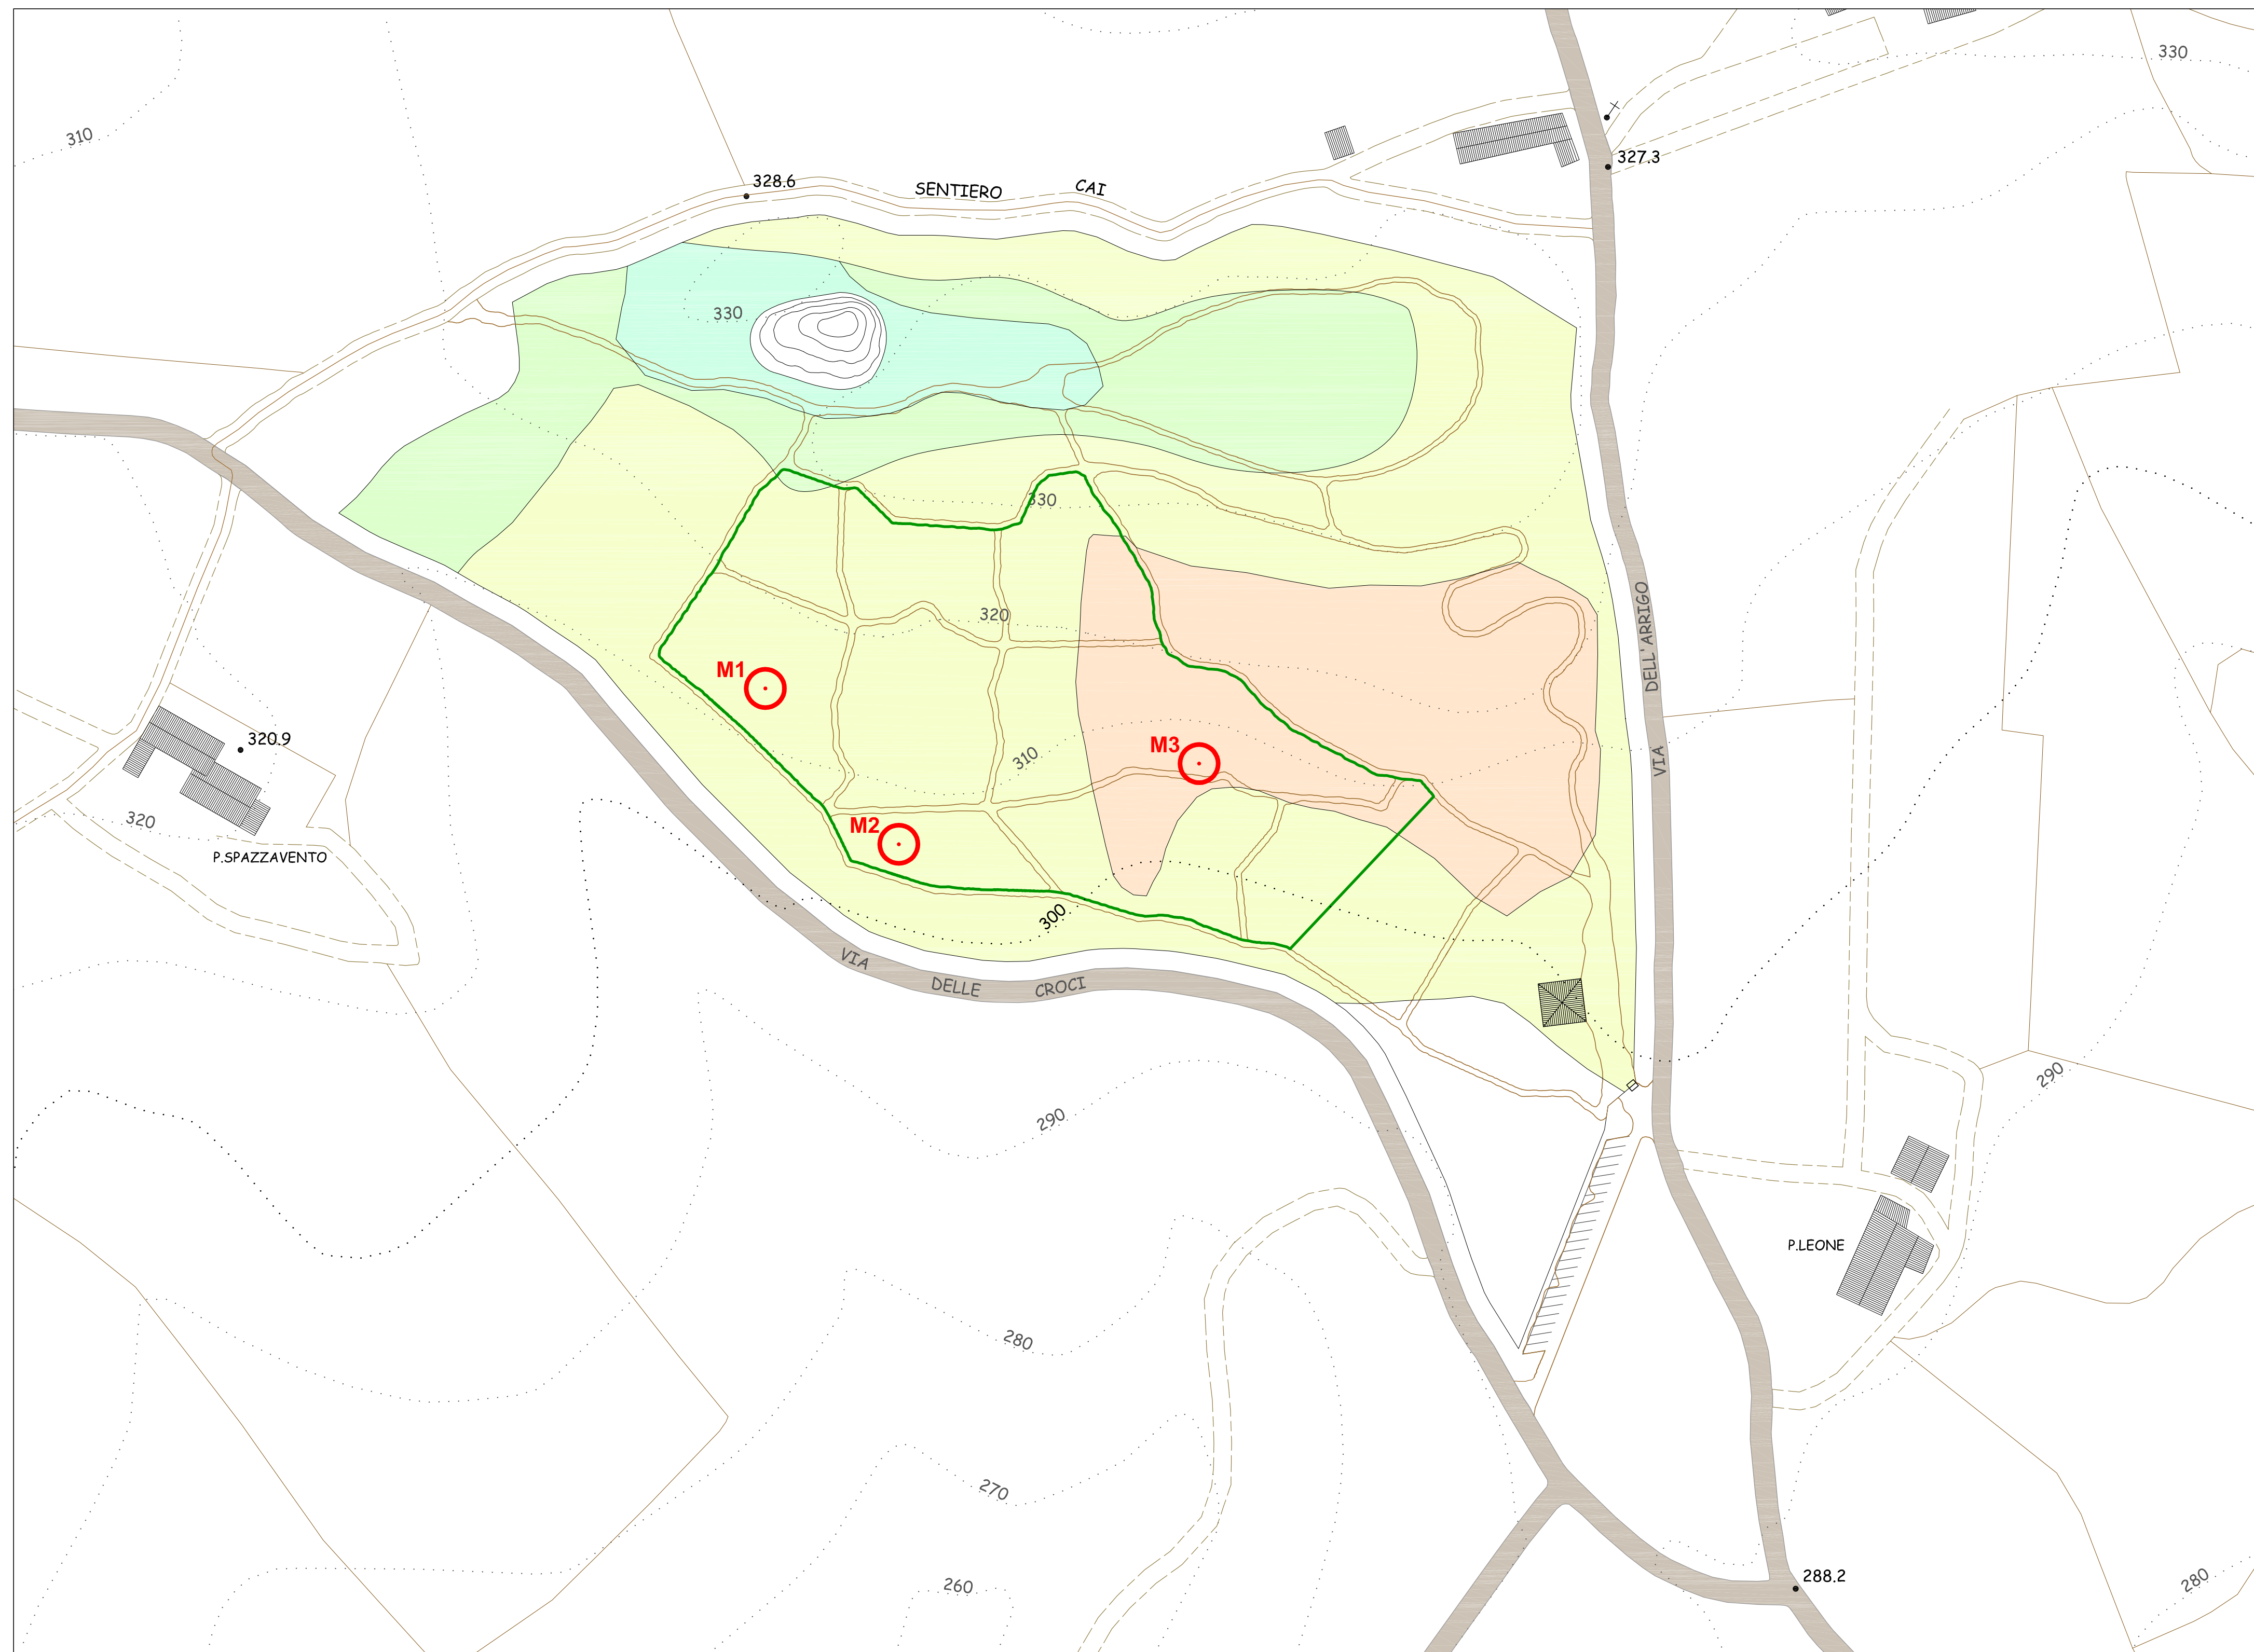 330
310
327.3
328.6
SENTIERO CAI
330
330
320
DELL'ARRIGO
VIA
M1
M3
320.9
310
320
M2
P.SPAZZAVENTO
300
VIA DELLE CROCI
290
290
P.LEONE
280
270
260
288.2
280